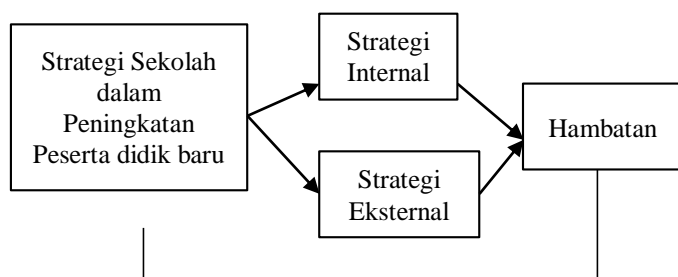 Strategi Sekolah
dalam
Peningkatan
Peserta didik baru
Strategi
Internal
Strategi
Eksternal
Hambatan